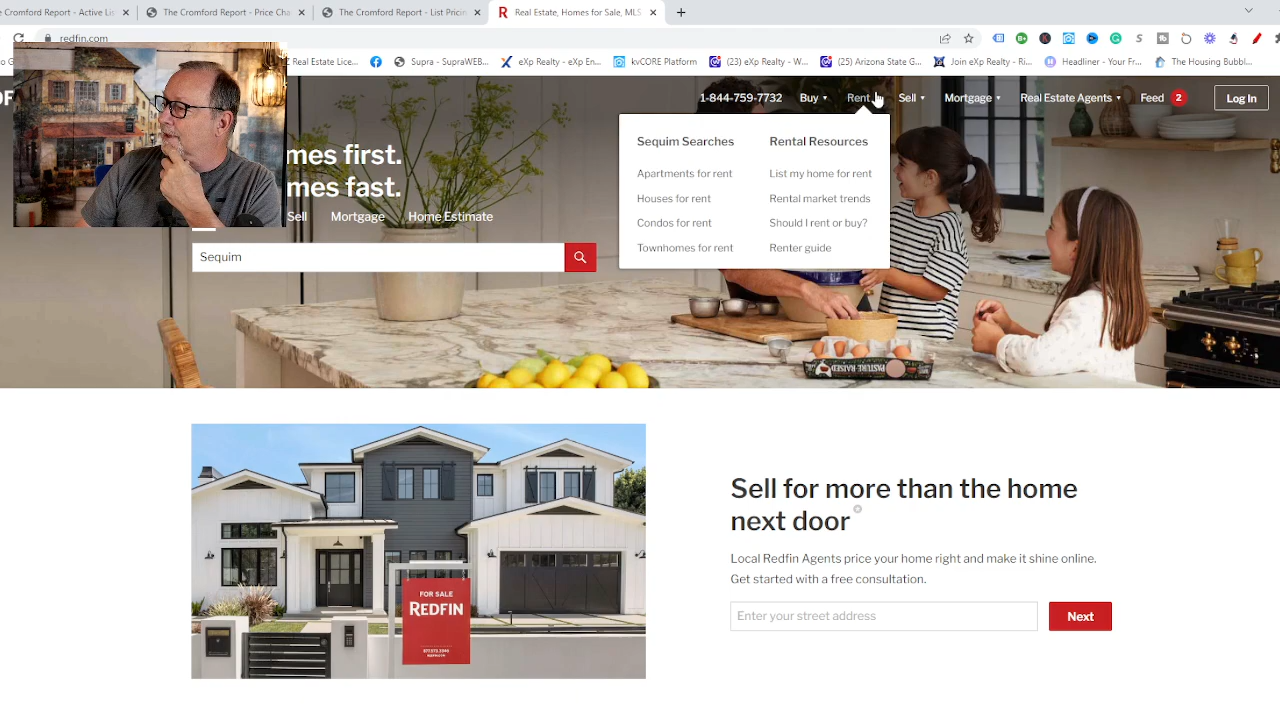 e Cromford Report - Active Lis
The Cromford Report - Price Cha
The Cromford Report - List Pricin
Real Estate, Homes for Sale, MLS
redfin.com
Z Real Estate Lice...
Supra - SupraWEB...
eXp Realty - eXp En...
kvCORE Platform
(23) eXp Realty - W...
(25) Arizona State G...
Join eXp Realty - Ri...
Headliner - Your Fr...
The Housing Bubbl...
1-844-759-7732
Buy
Rent
Sell
Mortgage
Real Estate Agents
Feed
2
Log In
Sequim Searches
Apartments for rent
Houses for rent
Condos for rent
Townhomes for rent
Rental Resources
List my home for rent
Rental market trends
Should I rent or buy?
Renter guide
mes first.
mes fast.
Sell
Mortgage
Home Estimate
Sequim
PASTURE-RAISED
FOR SALE
REDFIN
Sell for more than the home
next door
Local Redfin Agents price your home right and make it shine online.
Get started with a free consultation.
Enter your street address
Next